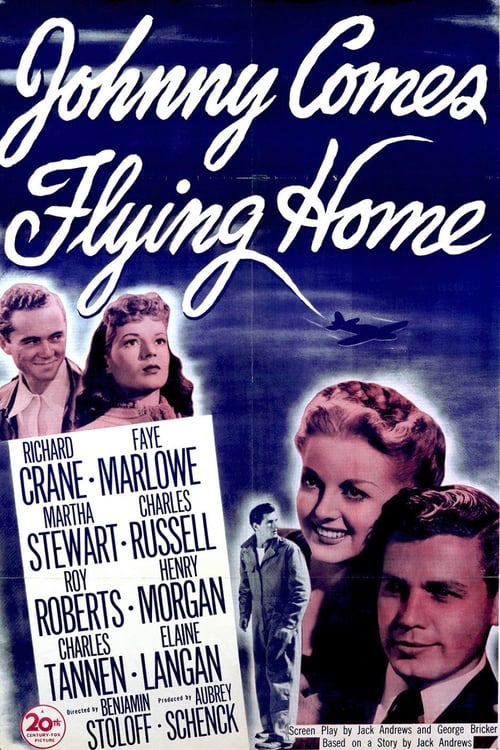 Johnny Comes
Flying Home
RICHARD CRANE · FAYE MARLOWE
MARTHA STEWART · CHARLES RUSSELL
ROY ROBERTS · HENRY MORGAN
CHARLES TANNEN · ELAINE LANGAN
Directed by BENJAMIN STOLOFF Produced by AUBREY SCHENCK
A
20th
CENTURY-FOX
PICTURE
Screen Play by Jack Andrews and George Bricker
Based on a Story by Jack Andrews